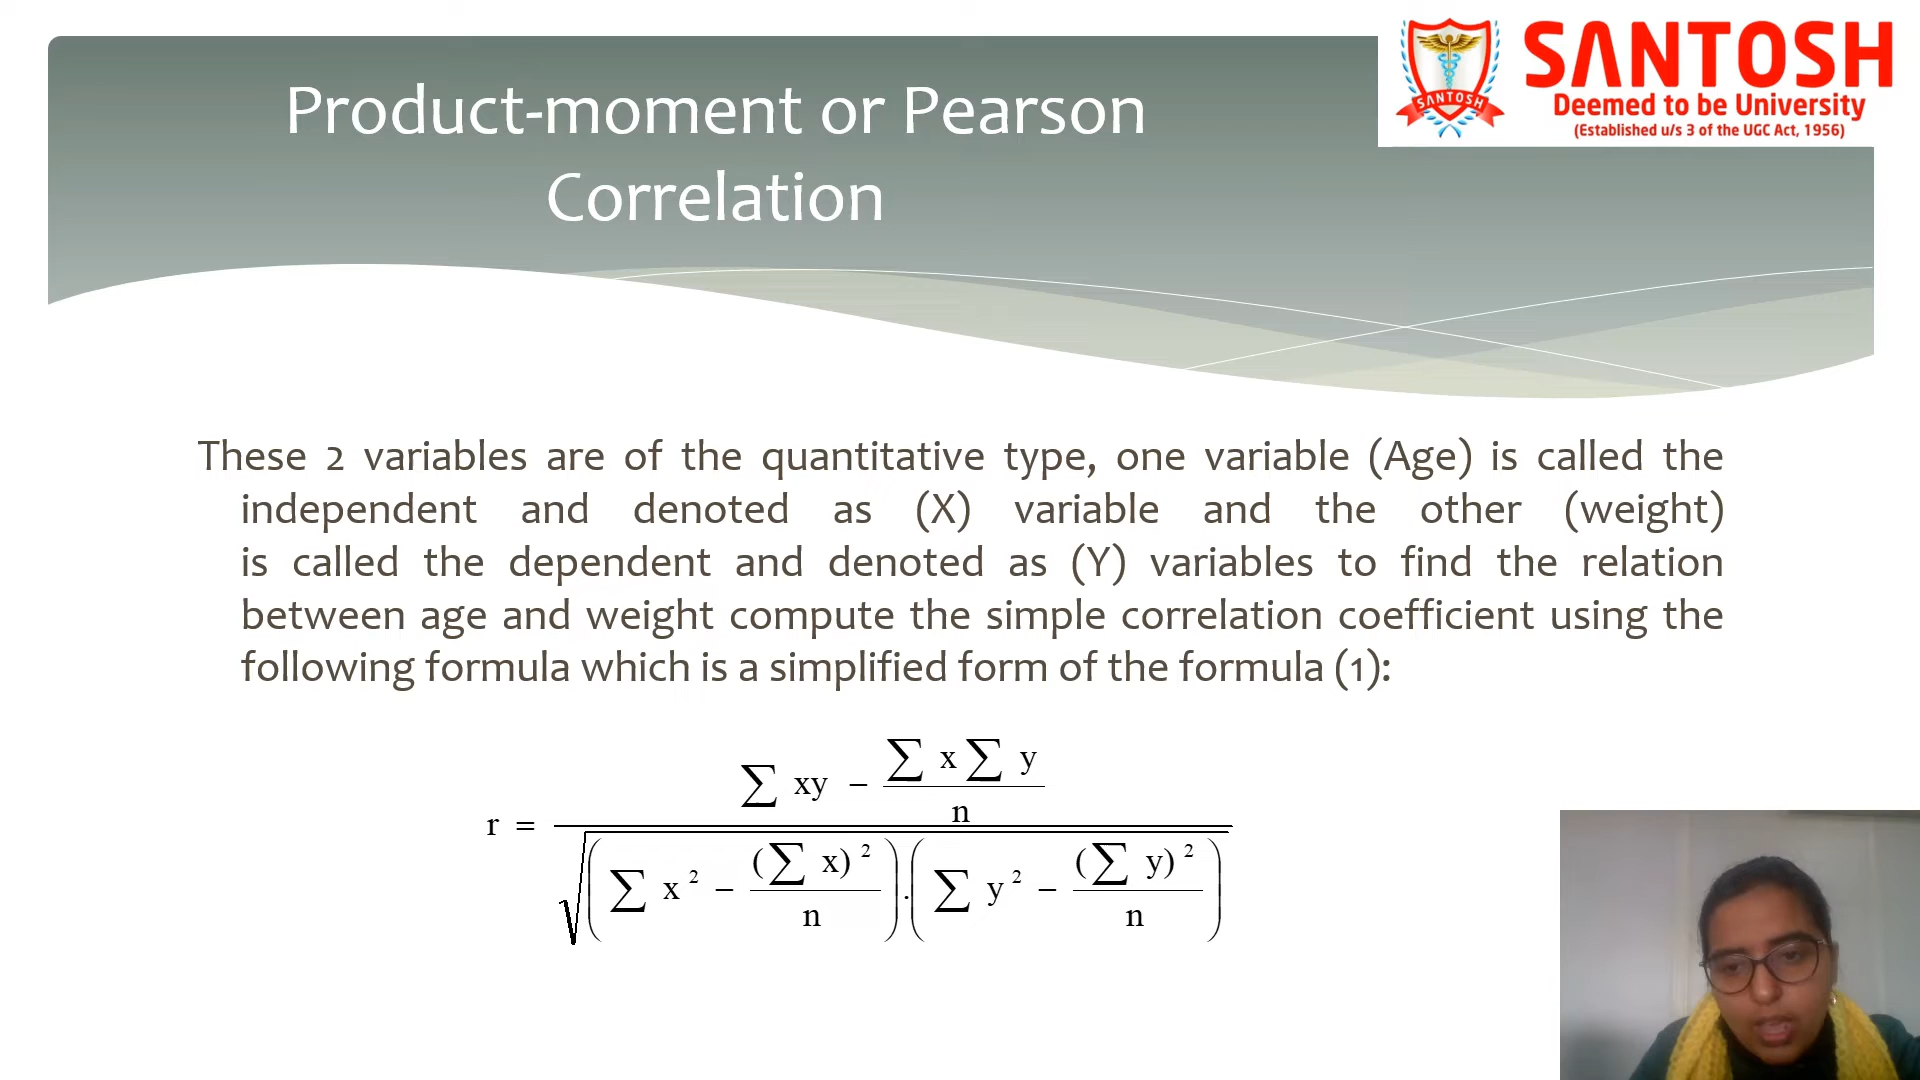 Product-moment or Pearson
Correlation
SANTOSH
SANTOSH
Deemed to be University
(Established u/s 3 of the UGC Act, 1956)
These 2 variables are of the quantitative type, one variable (Age) is called the
independent and denoted as (X) variable and the other (weight)
is called the dependent and denoted as (Y) variables to find the relation
between age and weight compute the simple correlation coefficient using the
following formula which is a simplified form of the formula (1):
∑ xy − ∑ x ∑ y / n
r =
√ ( ∑ x² − (∑ x)² / n ) . ( ∑ y² − (∑ y)² / n )